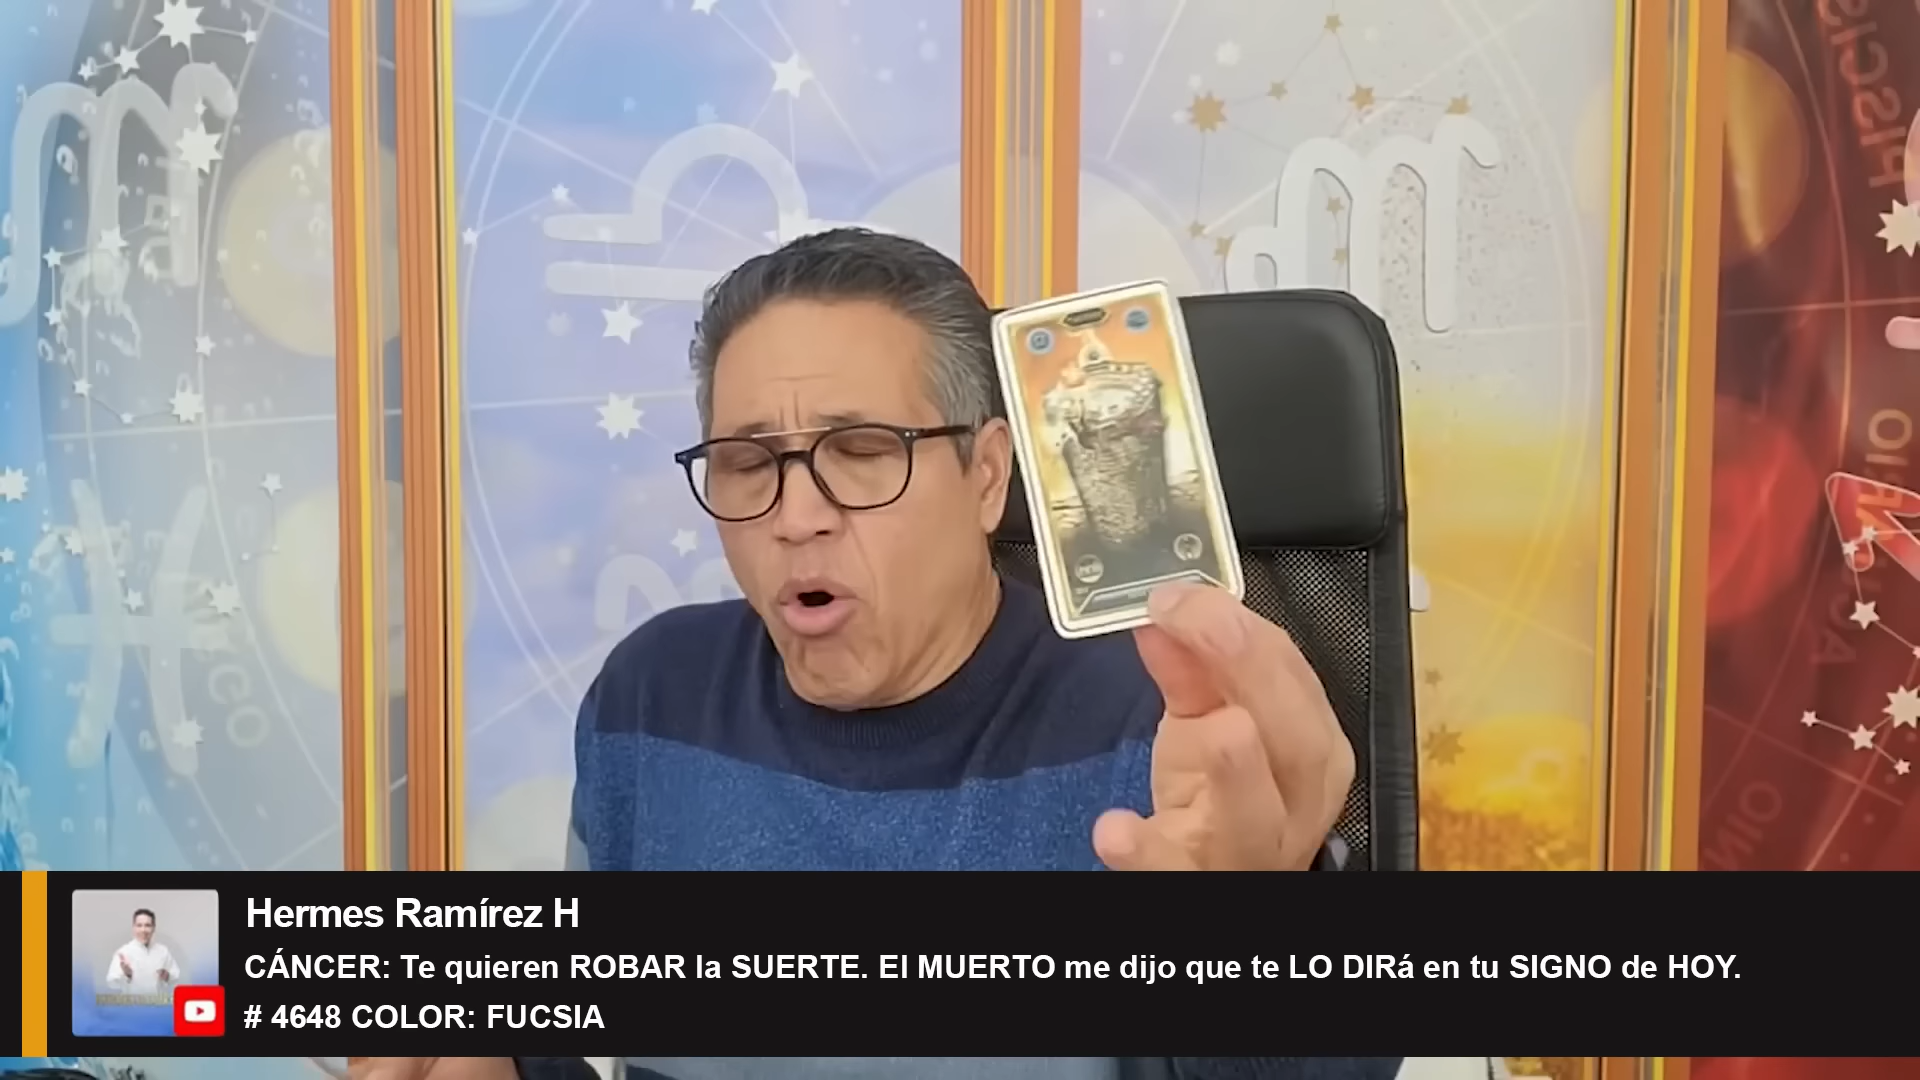 Hermes Ramírez H
CÁNCER: Te quieren ROBAR la SUERTE. El MUERTO me dijo que te LO DIRá en tu SIGNO de HOY.
# 4648 COLOR: FUCSIA